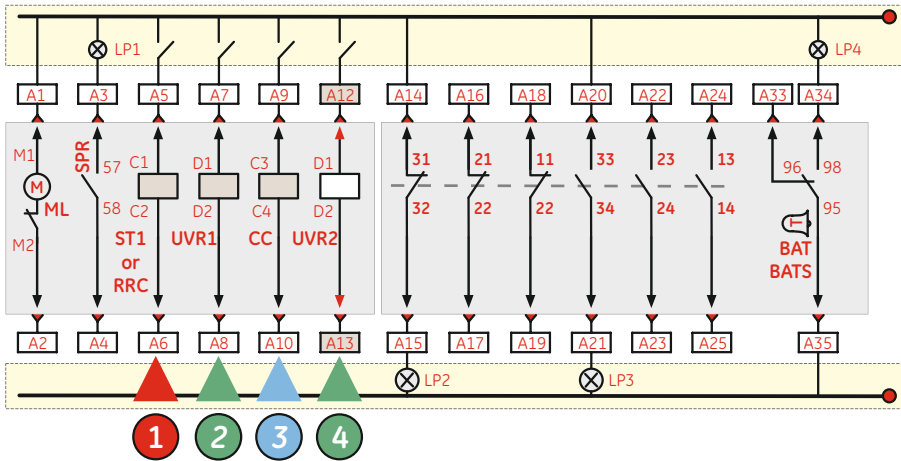 LP1 LP4
A1 A3 A5 A7 A9 A12 A14 A16 A18 A20 A22 A24 A33 A34
M1 SPR 57 C1 D1 C3 D1 31 21 11 33 23 13 96 98
M ML 58 C2 D2 C4 D2 32 22 22 34 24 14 95
M2 ST1 UVR1 CC UVR2 T
or BAT
RRC BATS
A2 A4 A6 A8 A10 A13 A15 A17 A19 A21 A23 A25 A35
LP2 LP3
1 2 3 4